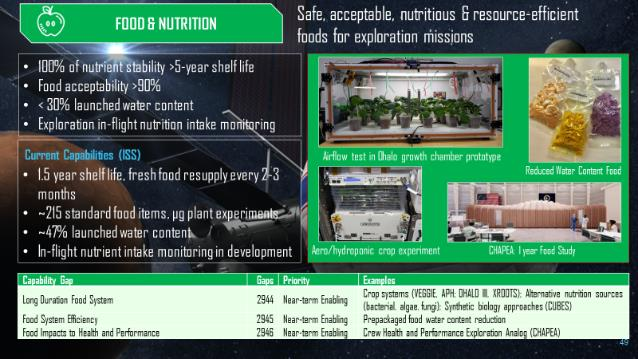 FOOD & NUTRITION
Safe, acceptable, nutritious & resource-efficient
foods for exploration missions
• 100% of nutrient stability >5-year shelf life
• Food acceptability >90%
• < 30% launched water content
• Exploration in-flight nutrition intake monitoring
Current Capabilities (ISS)
• 1.5 year shelf life, fresh food resupply every 2-3
months
• ~215 standard food items, µg plant experiments
• ~47% launched water content
• In-flight nutrient intake monitoring in development
Airflow test in Ohalo growth chamber prototype
Reduced Water Content Food
Aero/hydroponic crop experiment
CHAPEA: 1 year Food Study
Capability Gap Gaps Priority Examples
Long Duration Food System 2944 Near-term Enabling Crop systems (VEGGIE, APH; OHALO III, XROOTS); Alternative nutrition sources
(bacterial, algae, fungi); Synthetic biology approaches (CUBES)
Food System Efficiency 2945 Near-term Enabling Prepackaged food water content reduction
Food Impacts to Health and Performance 2946 Near-term Enabling Crew Health and Performance Exploration Analog (CHAPEA)
49